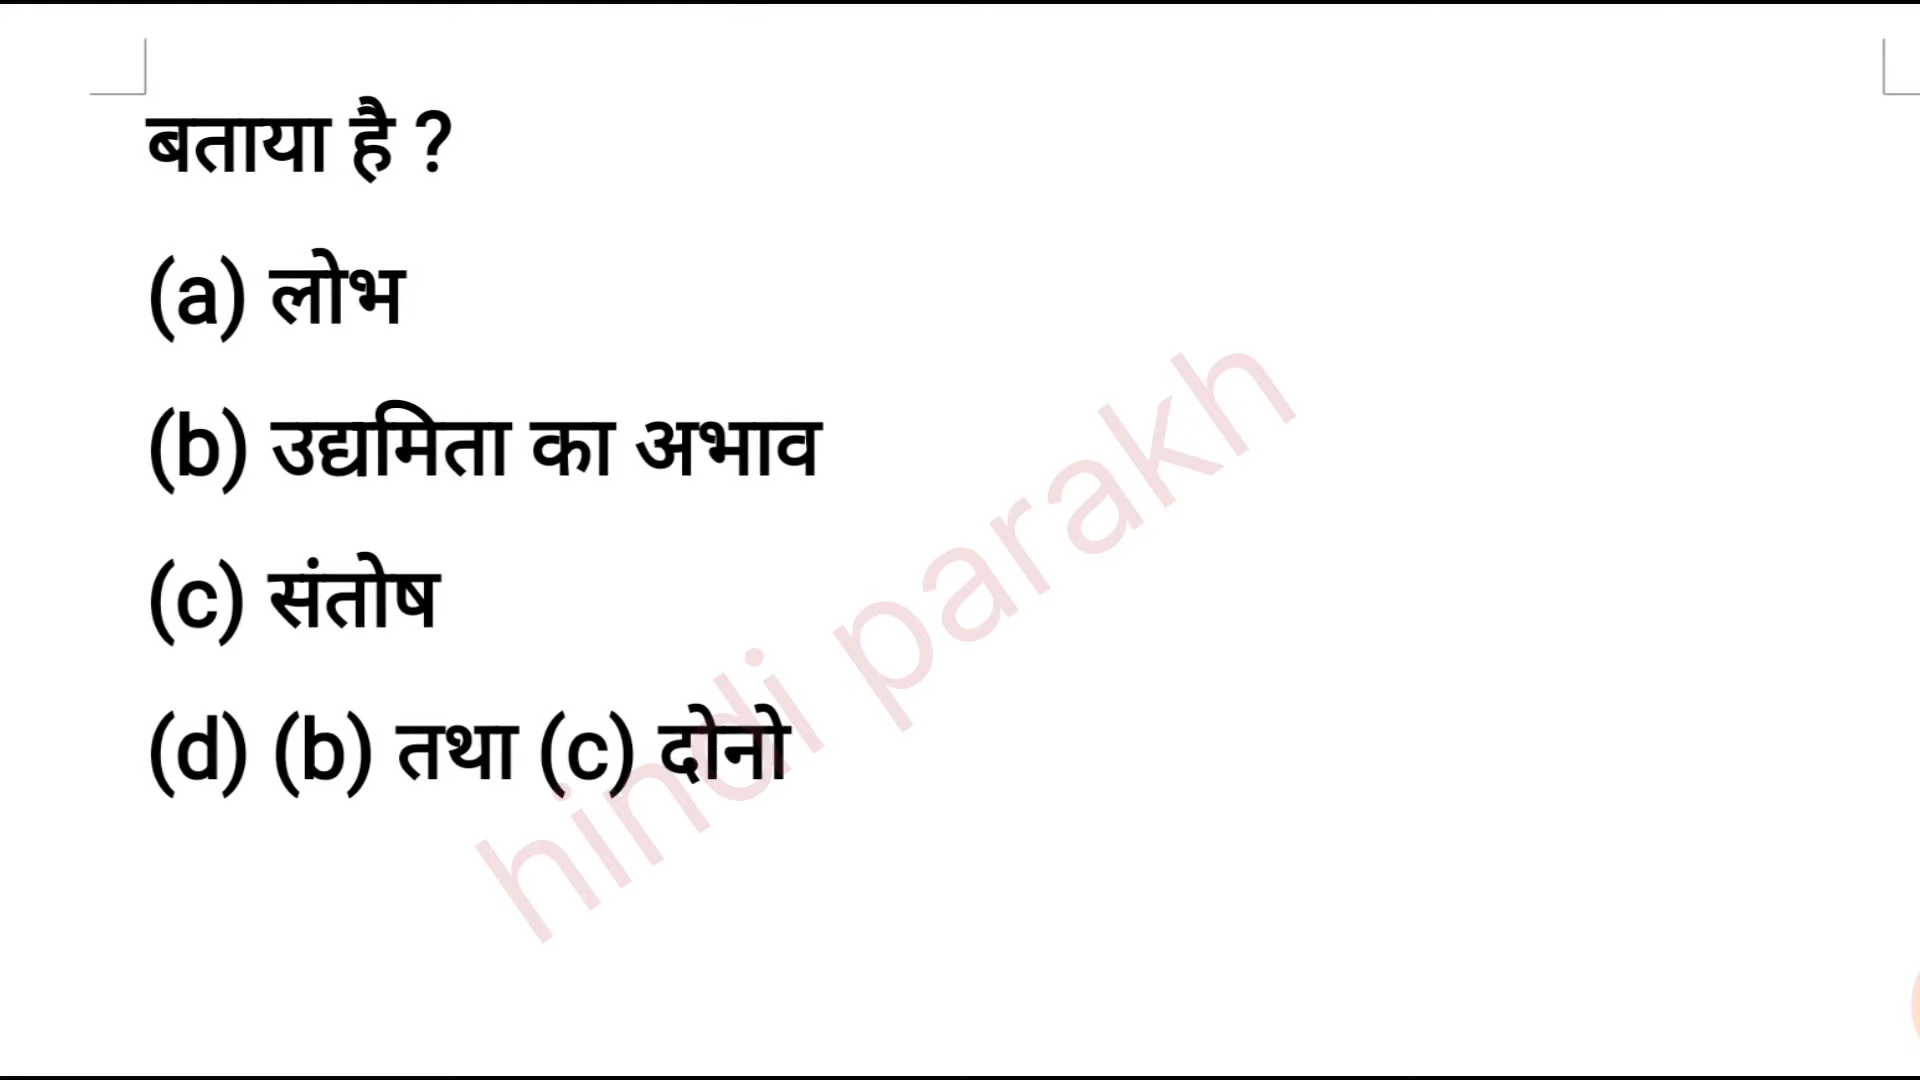 बताया है ?
(a) लोभ
(b) उद्यमिता का अभाव
(c) संतोष
(d) (b) तथा (c) दोनो
hindi parakh